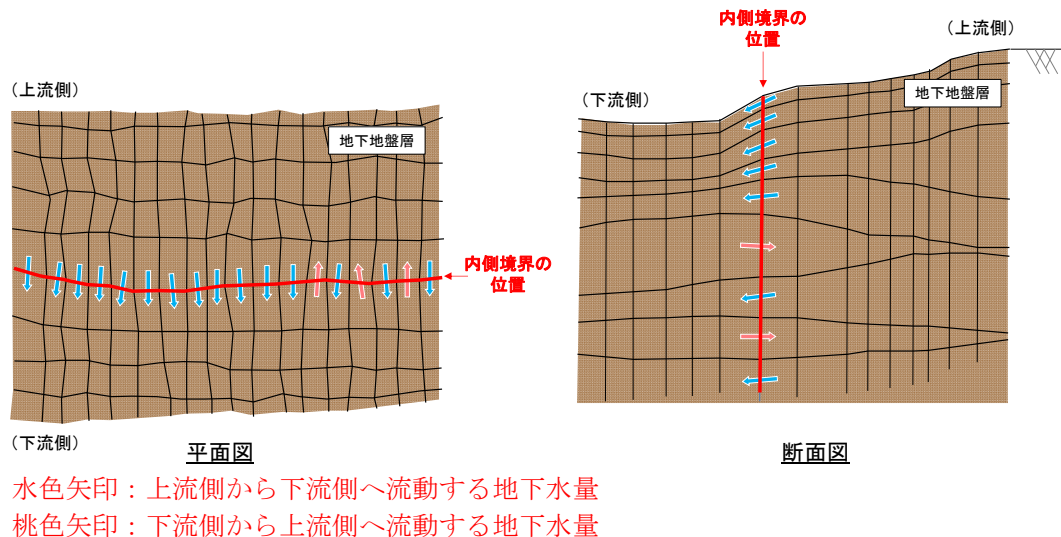 （上流側）
地下地盤層
内側境界の
位置
（下流側）
平面図
内側境界の
位置
（上流側）
（下流側）
地下地盤層
断面図
水色矢印：上流側から下流側へ流動する地下水量
桃色矢印：下流側から上流側へ流動する地下水量